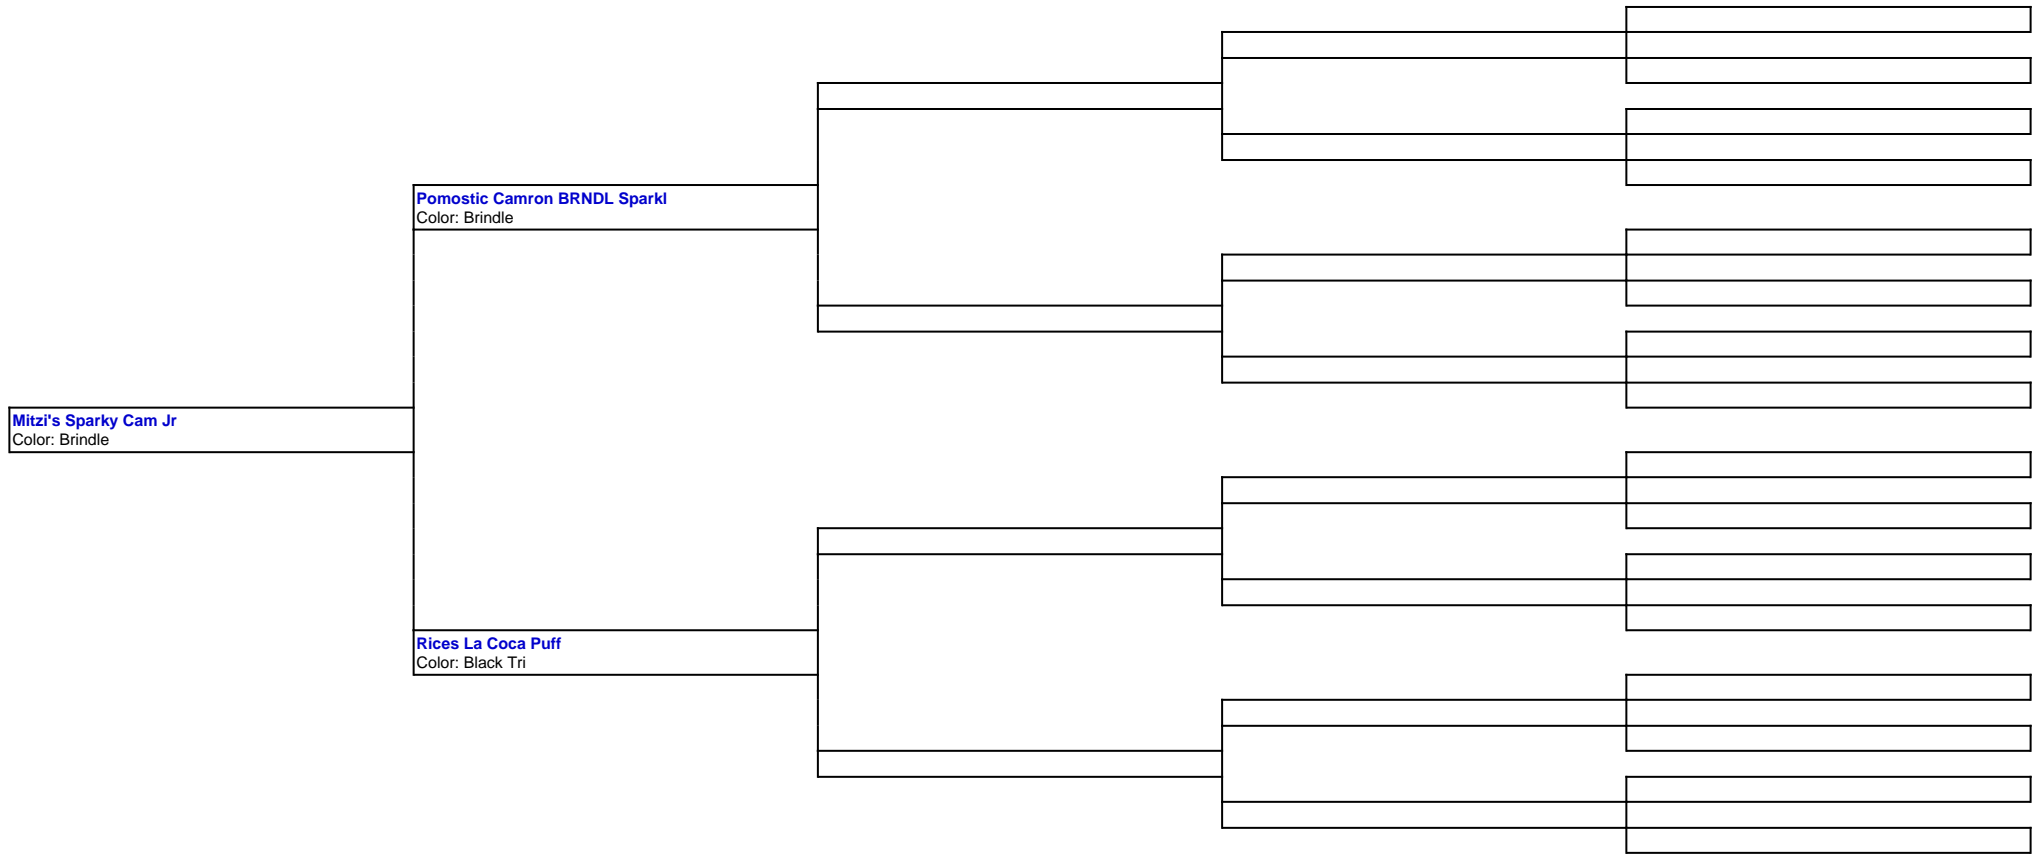 Pomostic Camron BRNDL Sparkl
Color: Brindle
Mitzi's Sparky Cam Jr
Color: Brindle
Rices La Coca Puff
Color: Black Tri